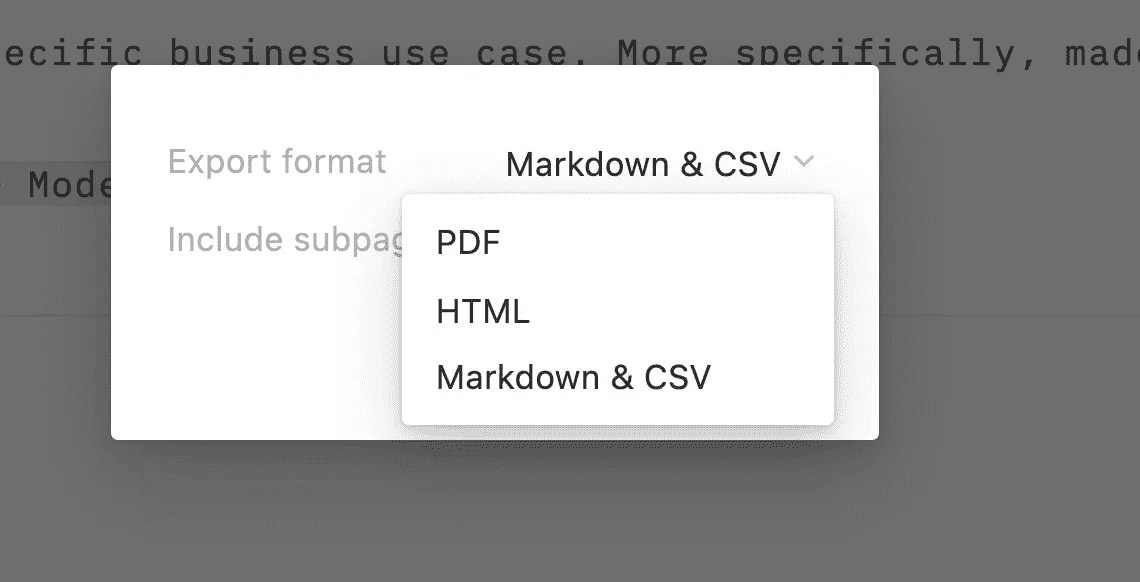 ecific business use case. More specifically, made
Export format
Markdown & CSV
Mode
Include subpag
PDF
HTML
Markdown & CSV